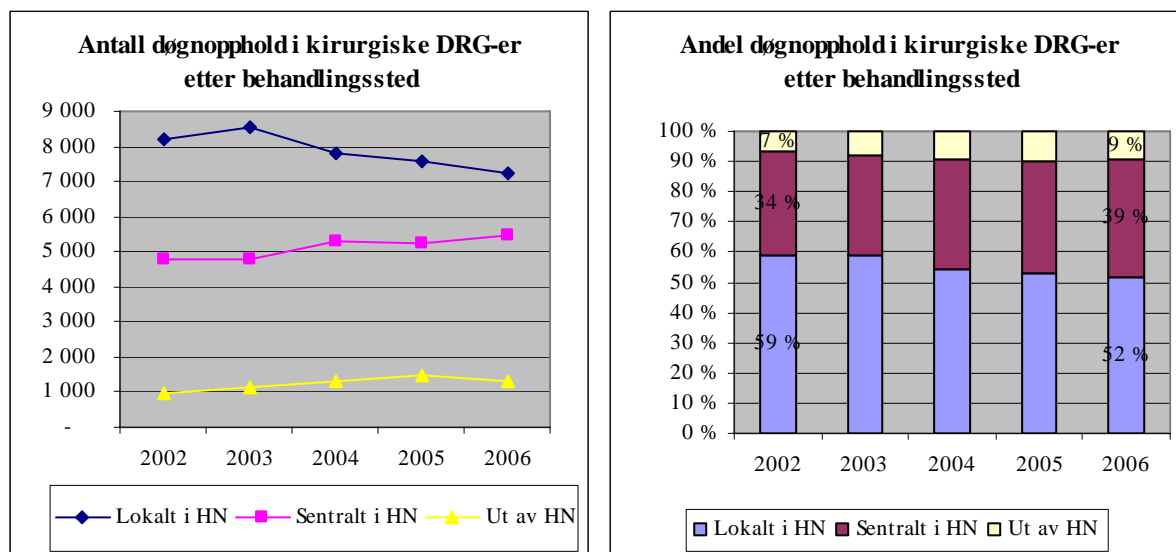 Antall døgnopphold i kirurgiske DRG-er
etter behandlingssted
9 000
8 000
7 000
6 000
5 000
4 000
3 000
2 000
1 000
-
2002 2003 2004 2005 2006
Lokalt i HN Sentralt i HN Ut av HN
Andel døgnopphold i kirurgiske DRG-er
etter behandlingssted
100 %
90 %
80 %
70 %
60 %
50 %
40 %
30 %
20 %
10 %
0 %
7 % 9 %
34 % 39 %
59 % 52 %
2002 2003 2004 2005 2006
Lokalt i HN Sentralt i HN Ut av HN